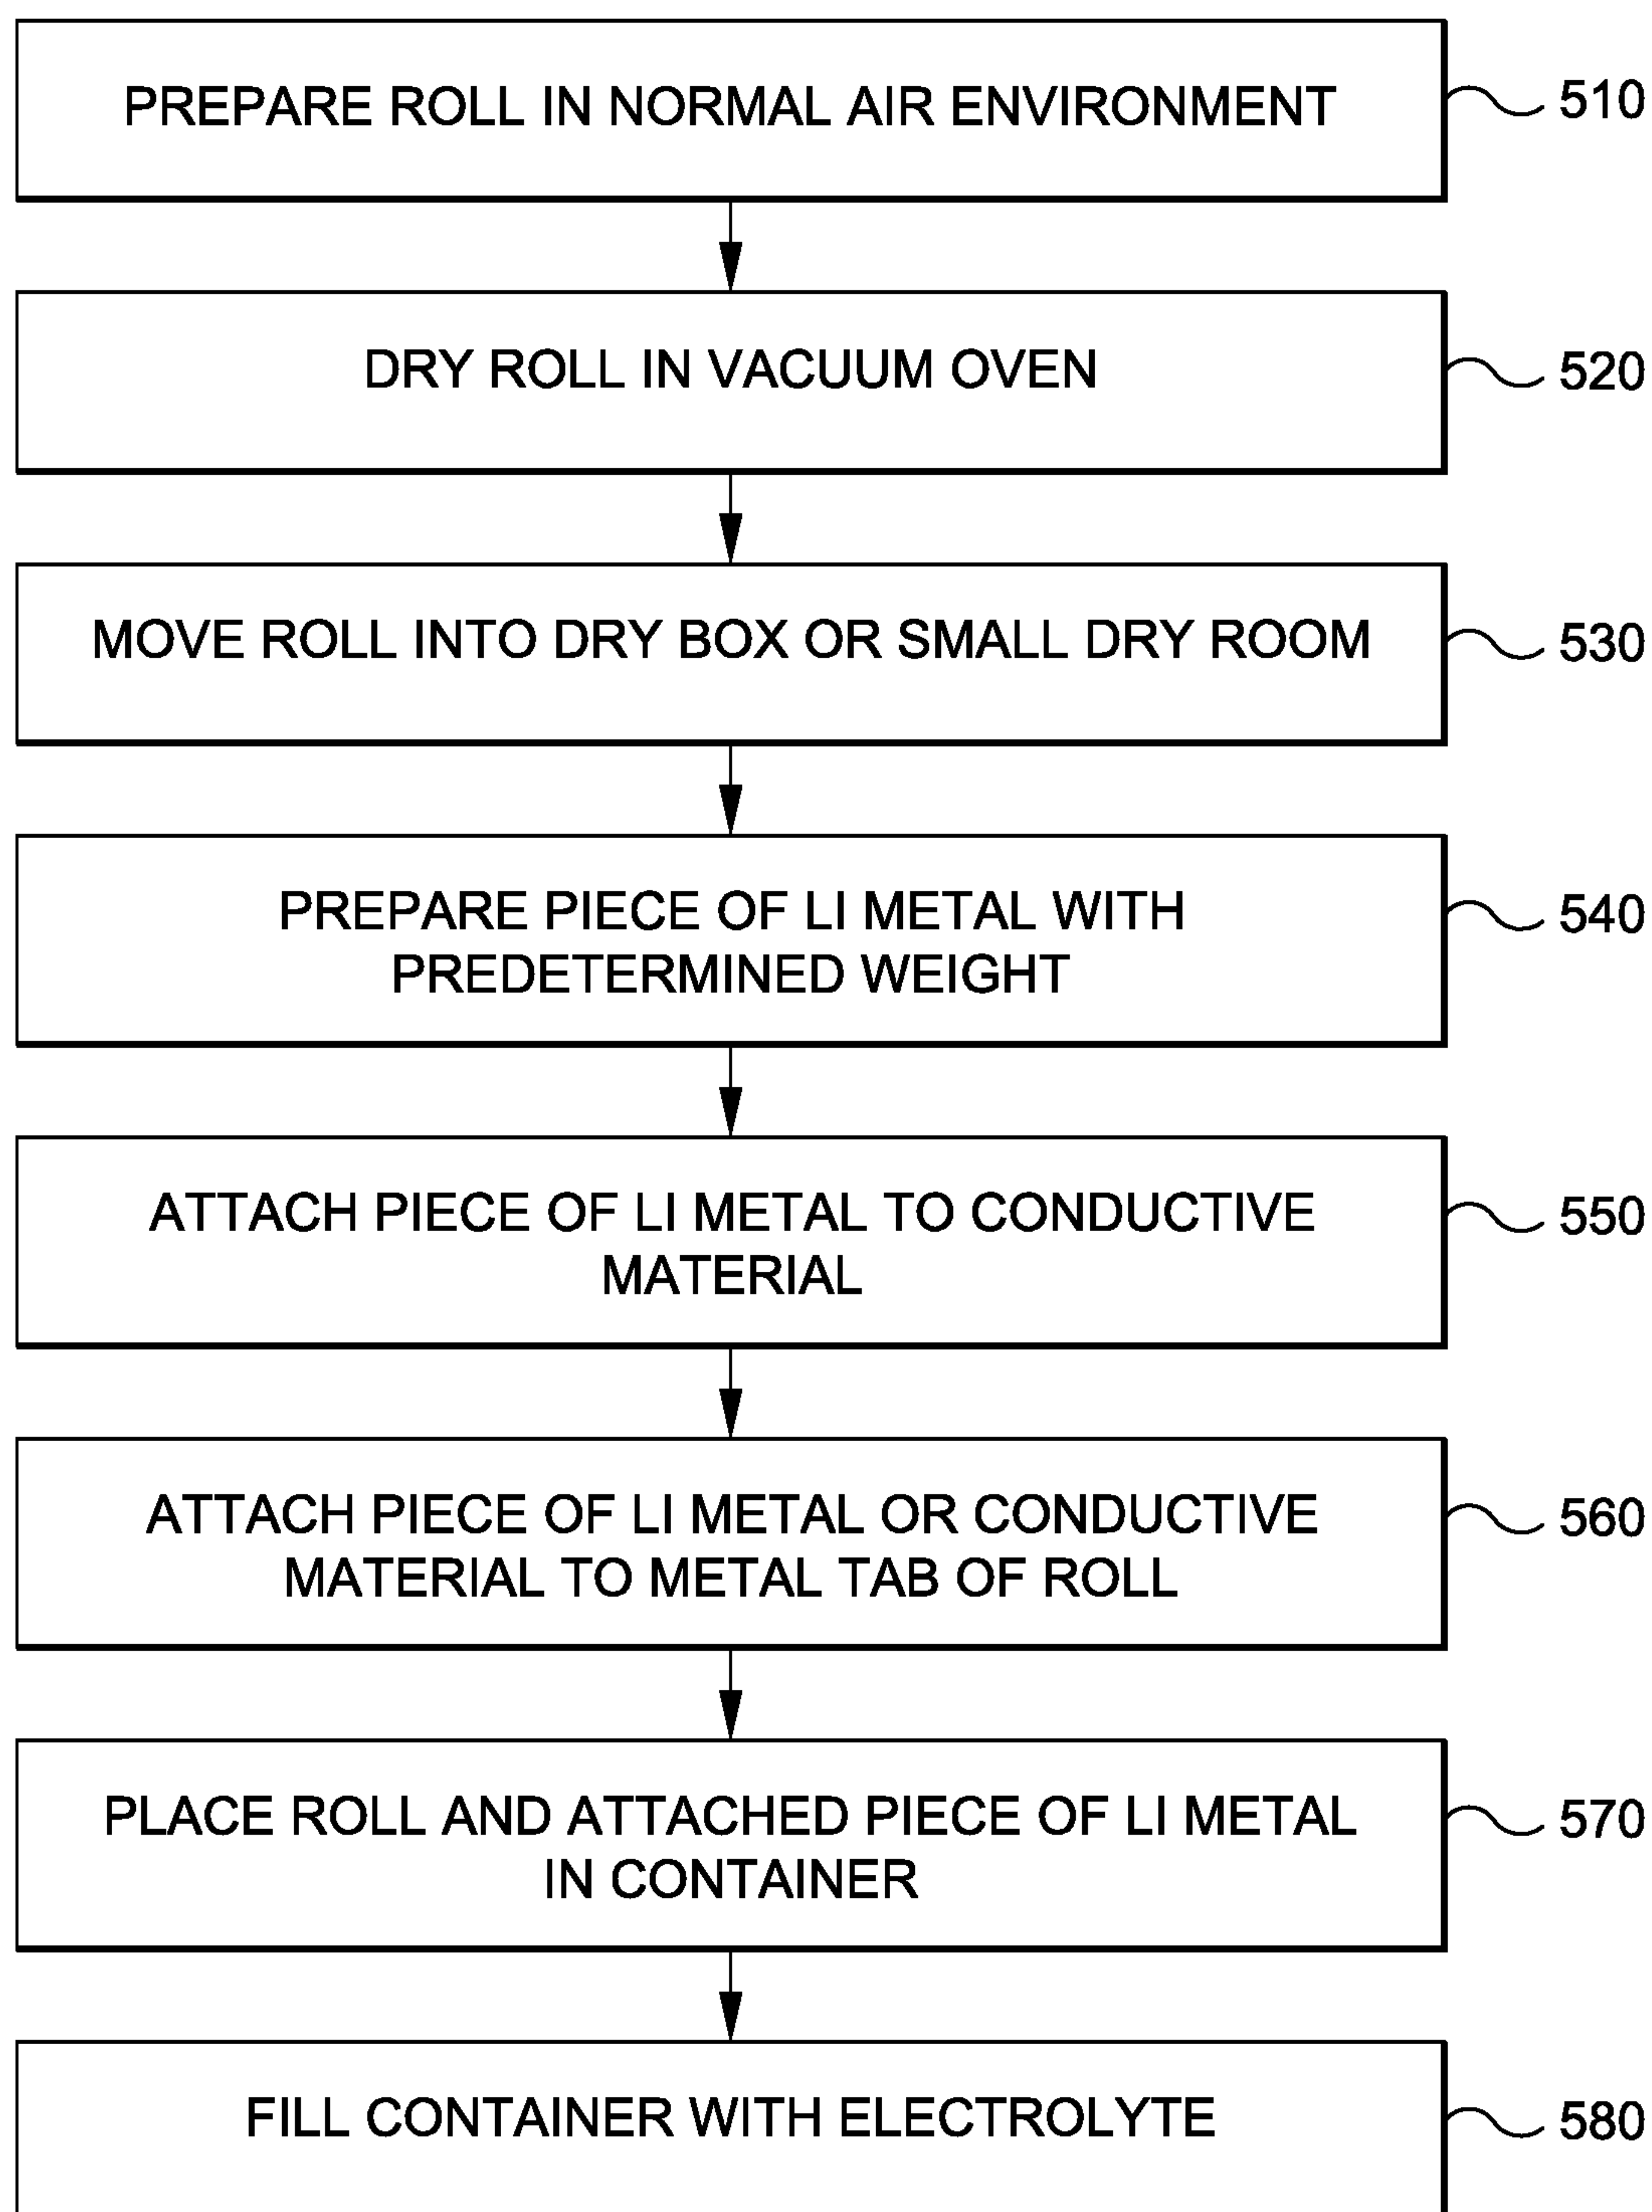 PREPARE ROLL IN NORMAL AIR ENVIRONMENT
510
DRY ROLL IN VACUUM OVEN
520
MOVE ROLL INTO DRY BOX OR SMALL DRY ROOM
530
PREPARE PIECE OF LI METAL WITH
PREDETERMINED WEIGHT
540
ATTACH PIECE OF LI METAL TO CONDUCTIVE
MATERIAL
550
ATTACH PIECE OF LI METAL OR CONDUCTIVE
MATERIAL TO METAL TAB OF ROLL
560
PLACE ROLL AND ATTACHED PIECE OF LI METAL
IN CONTAINER
570
FILL CONTAINER WITH ELECTROLYTE
580